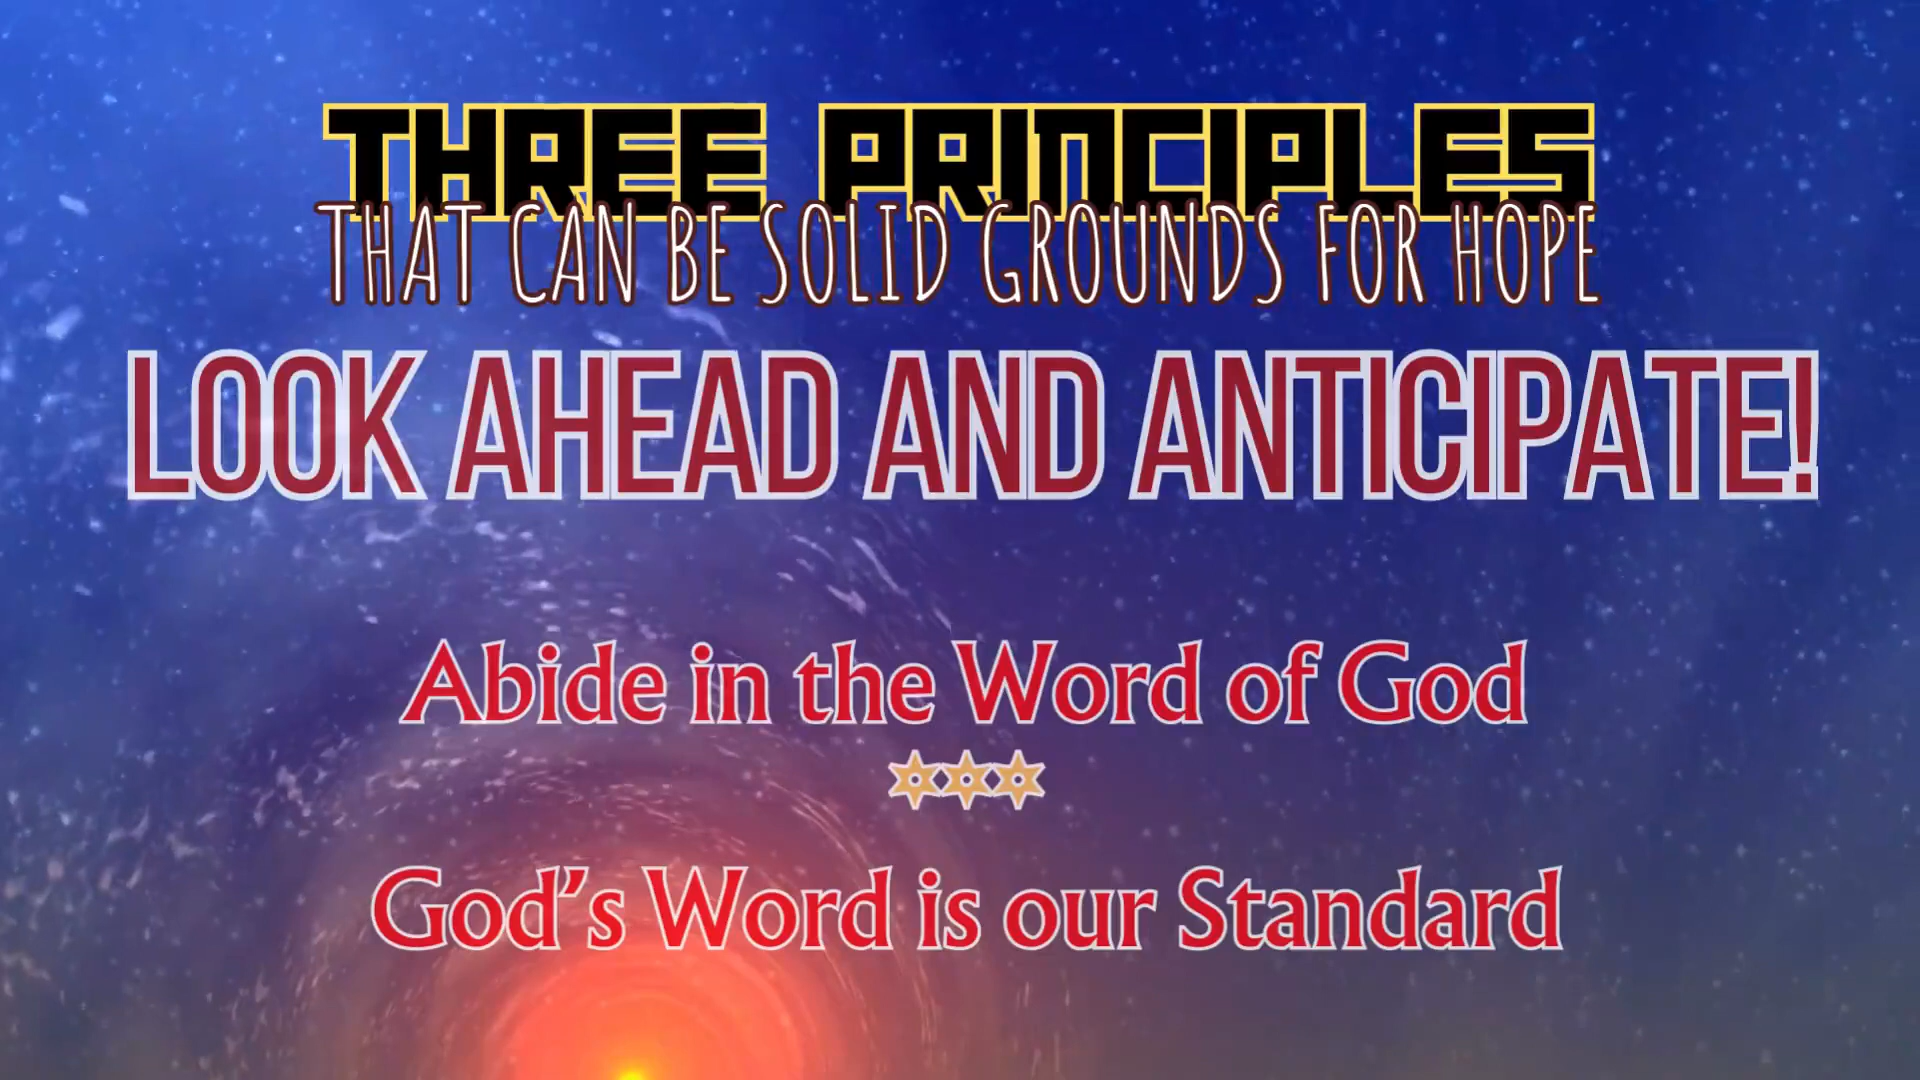 THREE PRINCIPLES
THAT CAN BE SOLID GROUNDS FOR HOPE
LOOK AHEAD AND ANTICIPATE!
Abide in the Word of God
✡✡✡
God's Word is our Standard